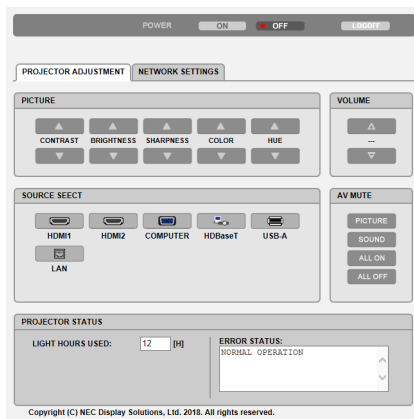 POWER ON OFF LOGOFF
PROJECTOR ADJUSTMENT NETWORK SETTINGS
PICTURE VOLUME
CONTRAST BRIGHTNESS SHARPNESS COLOR HUE ---
SOURCE SEECT AV MUTE
PICTURE
HDMI1 HDMI2 COMPUTER HDBaseT USB-A SOUND
ALL ON
LAN ALL OFF
PROJECTOR STATUS
LIGHT HOURS USED: 12 [H] ERROR STATUS:
NORMAL OPERATION
Copyright (C) NEC Display Solutions, Ltd. 2018. All rights reserved.